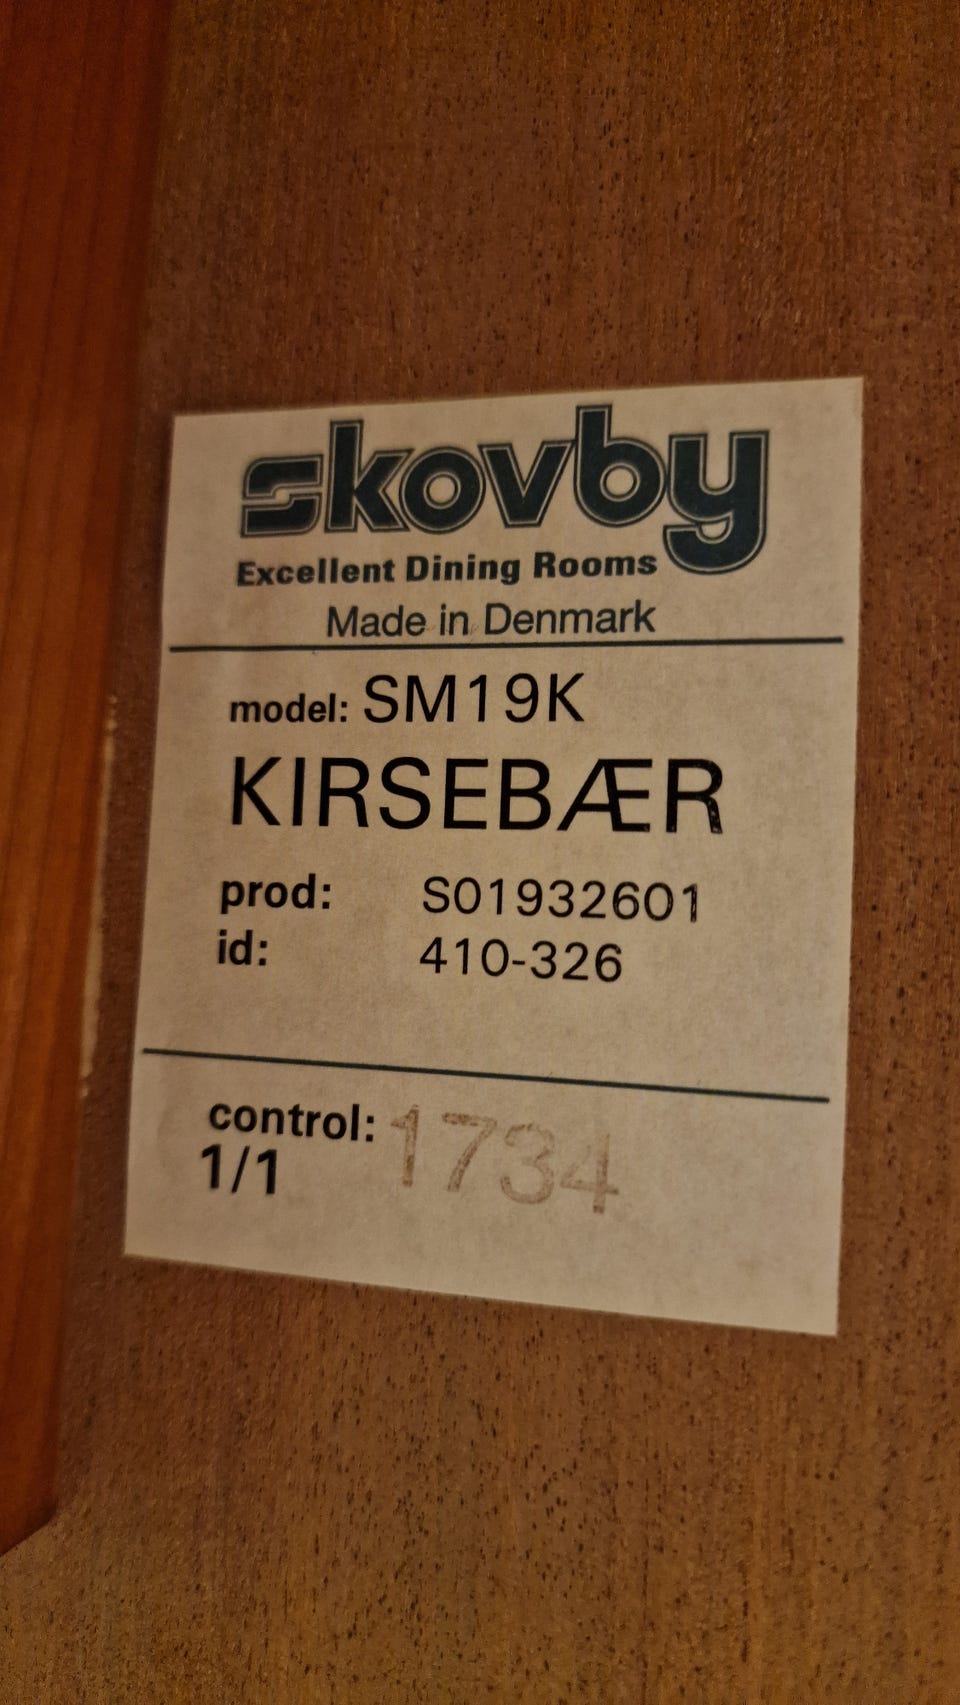 skovby
Excellent Dining Rooms
Made in Denmark
model: SM19K
KIRSEBÆR
prod: S01932601
id: 410-326
control: 1734
1/1